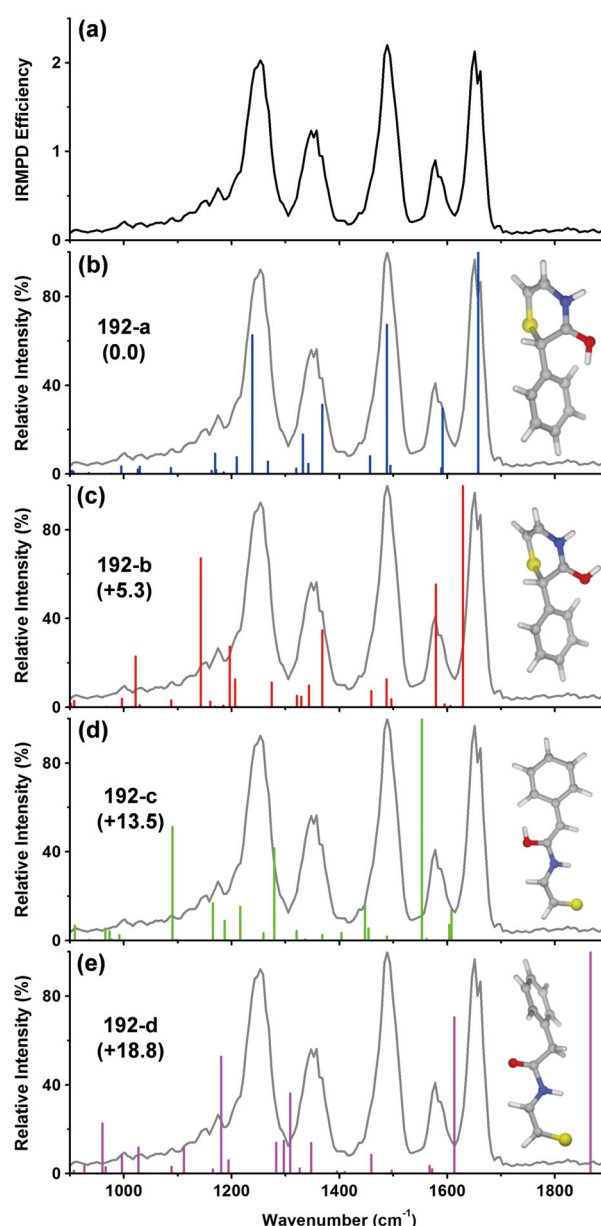 (a)
IRMPD Efficiency
2
1
0
(b)
Relative Intensity (%)
80
40
0
192-a
(0.0)
(c)
Relative Intensity (%)
80
40
0
192-b
(+5.3)
(d)
Relative Intensity (%)
80
40
0
192-c
(+13.5)
(e)
Relative Intensity (%)
80
40
0
192-d
(+18.8)
1000 1200 1400 1600 1800
Wavenumber (cm⁻¹)